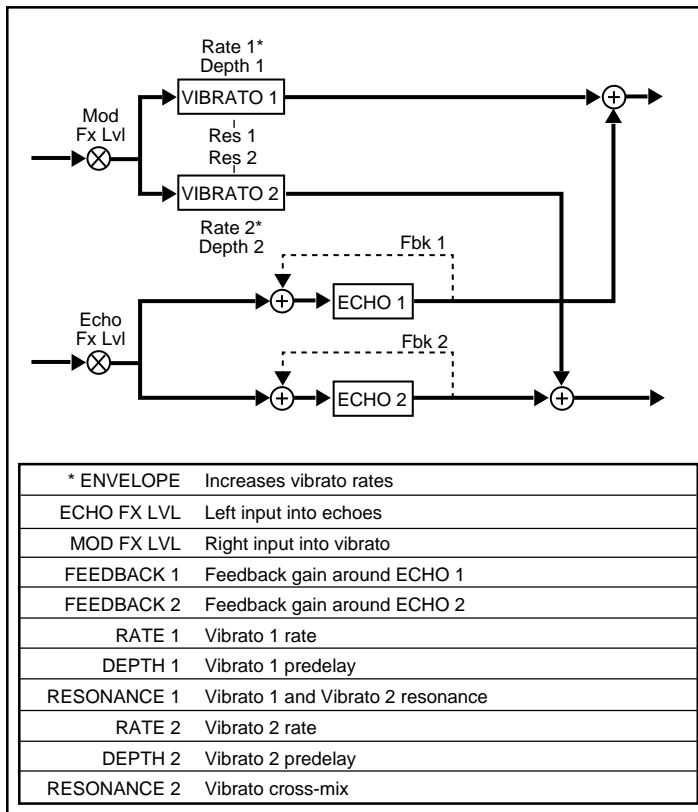 Rate 1*
Depth 1
VIBRATO 1
Mod
Fx Lvl
Res 1
Res 2
VIBRATO 2
Rate 2*
Depth 2
Fbk 1
ECHO 1
Echo
Fx Lvl
Fbk 2
ECHO 2
* ENVELOPE Increases vibrato rates
ECHO FX LVL Left input into echoes
MOD FX LVL Right input into vibrato
FEEDBACK 1 Feedback gain around ECHO 1
FEEDBACK 2 Feedback gain around ECHO 2
RATE 1 Vibrato 1 rate
DEPTH 1 Vibrato 1 predelay
RESONANCE 1 Vibrato 1 and Vibrato 2 resonance
RATE 2 Vibrato 2 rate
DEPTH 2 Vibrato 2 predelay
RESONANCE 2 Vibrato cross-mix